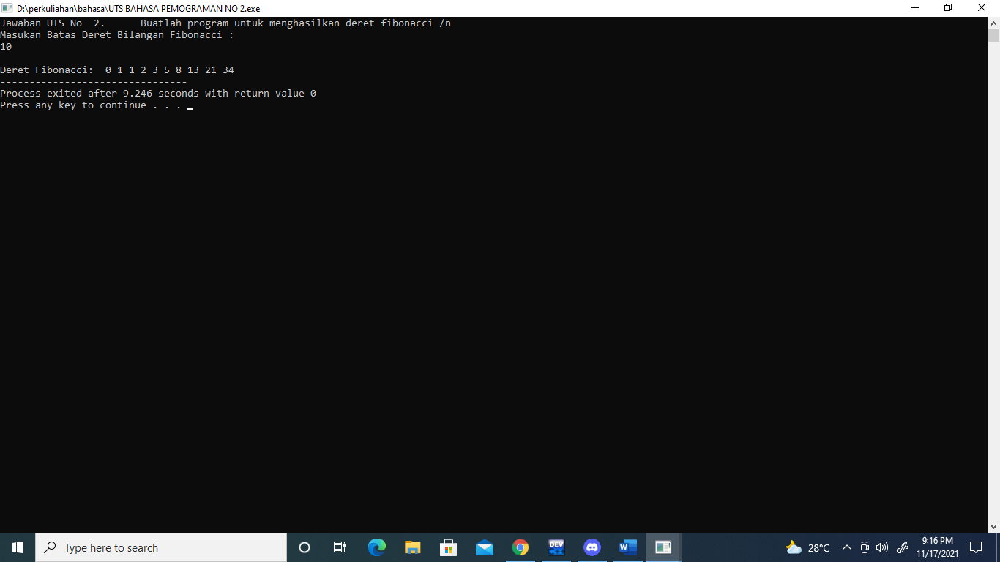 D:\perkuliahan\bahasa\UTS BAHASA PEMOGRAMAN NO 2.exe
Jawaban UTS No  2.      Buatlah program untuk menghasilkan deret fibonacci /n
Masukan Batas Deret Bilangan Fibonacci :
10
Deret Fibonacci:  0 1 1 2 3 5 8 13 21 34
--------------------------------
Process exited after 9.246 seconds with return value 0
Press any key to continue . . .
Type here to search
DEV
W
28°C
9:16 PM
11/17/2021